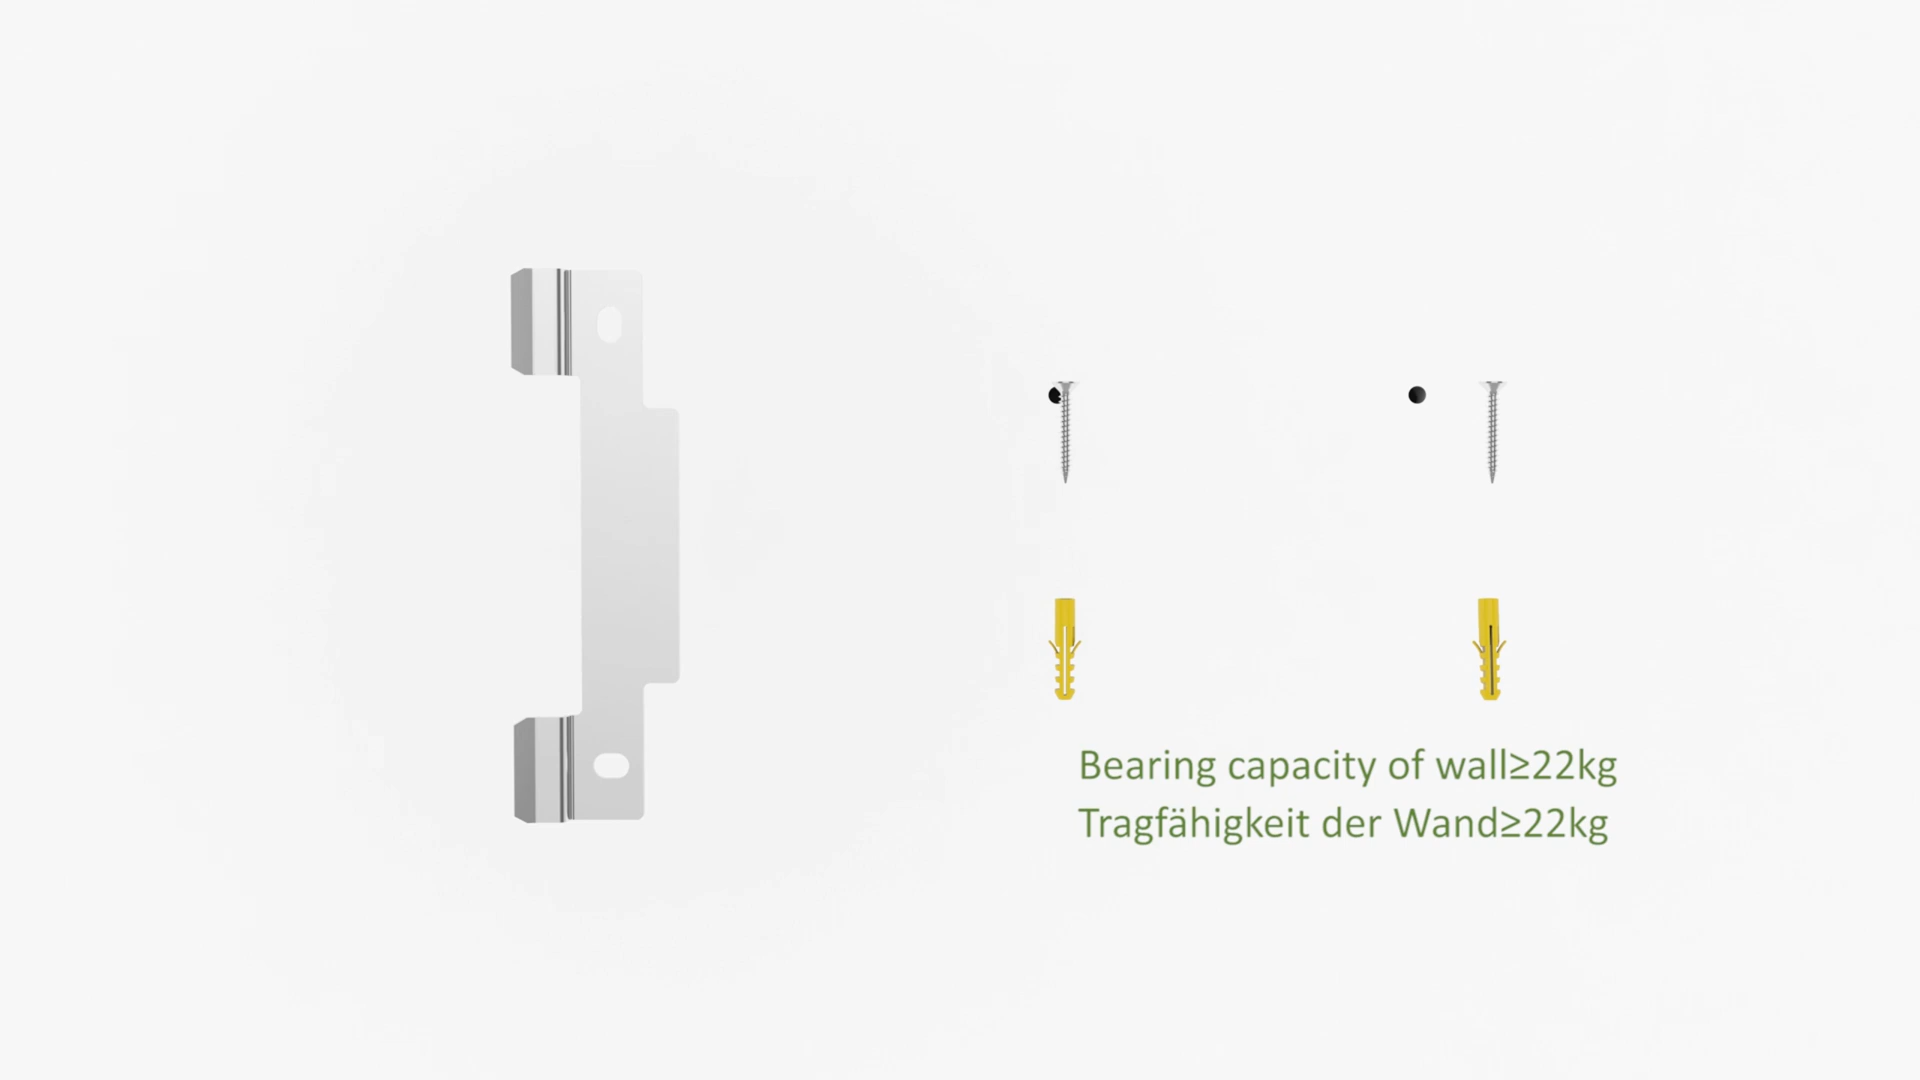 Bearing capacity of wall≥22kg
Tragfähigkeit der Wand≥22kg